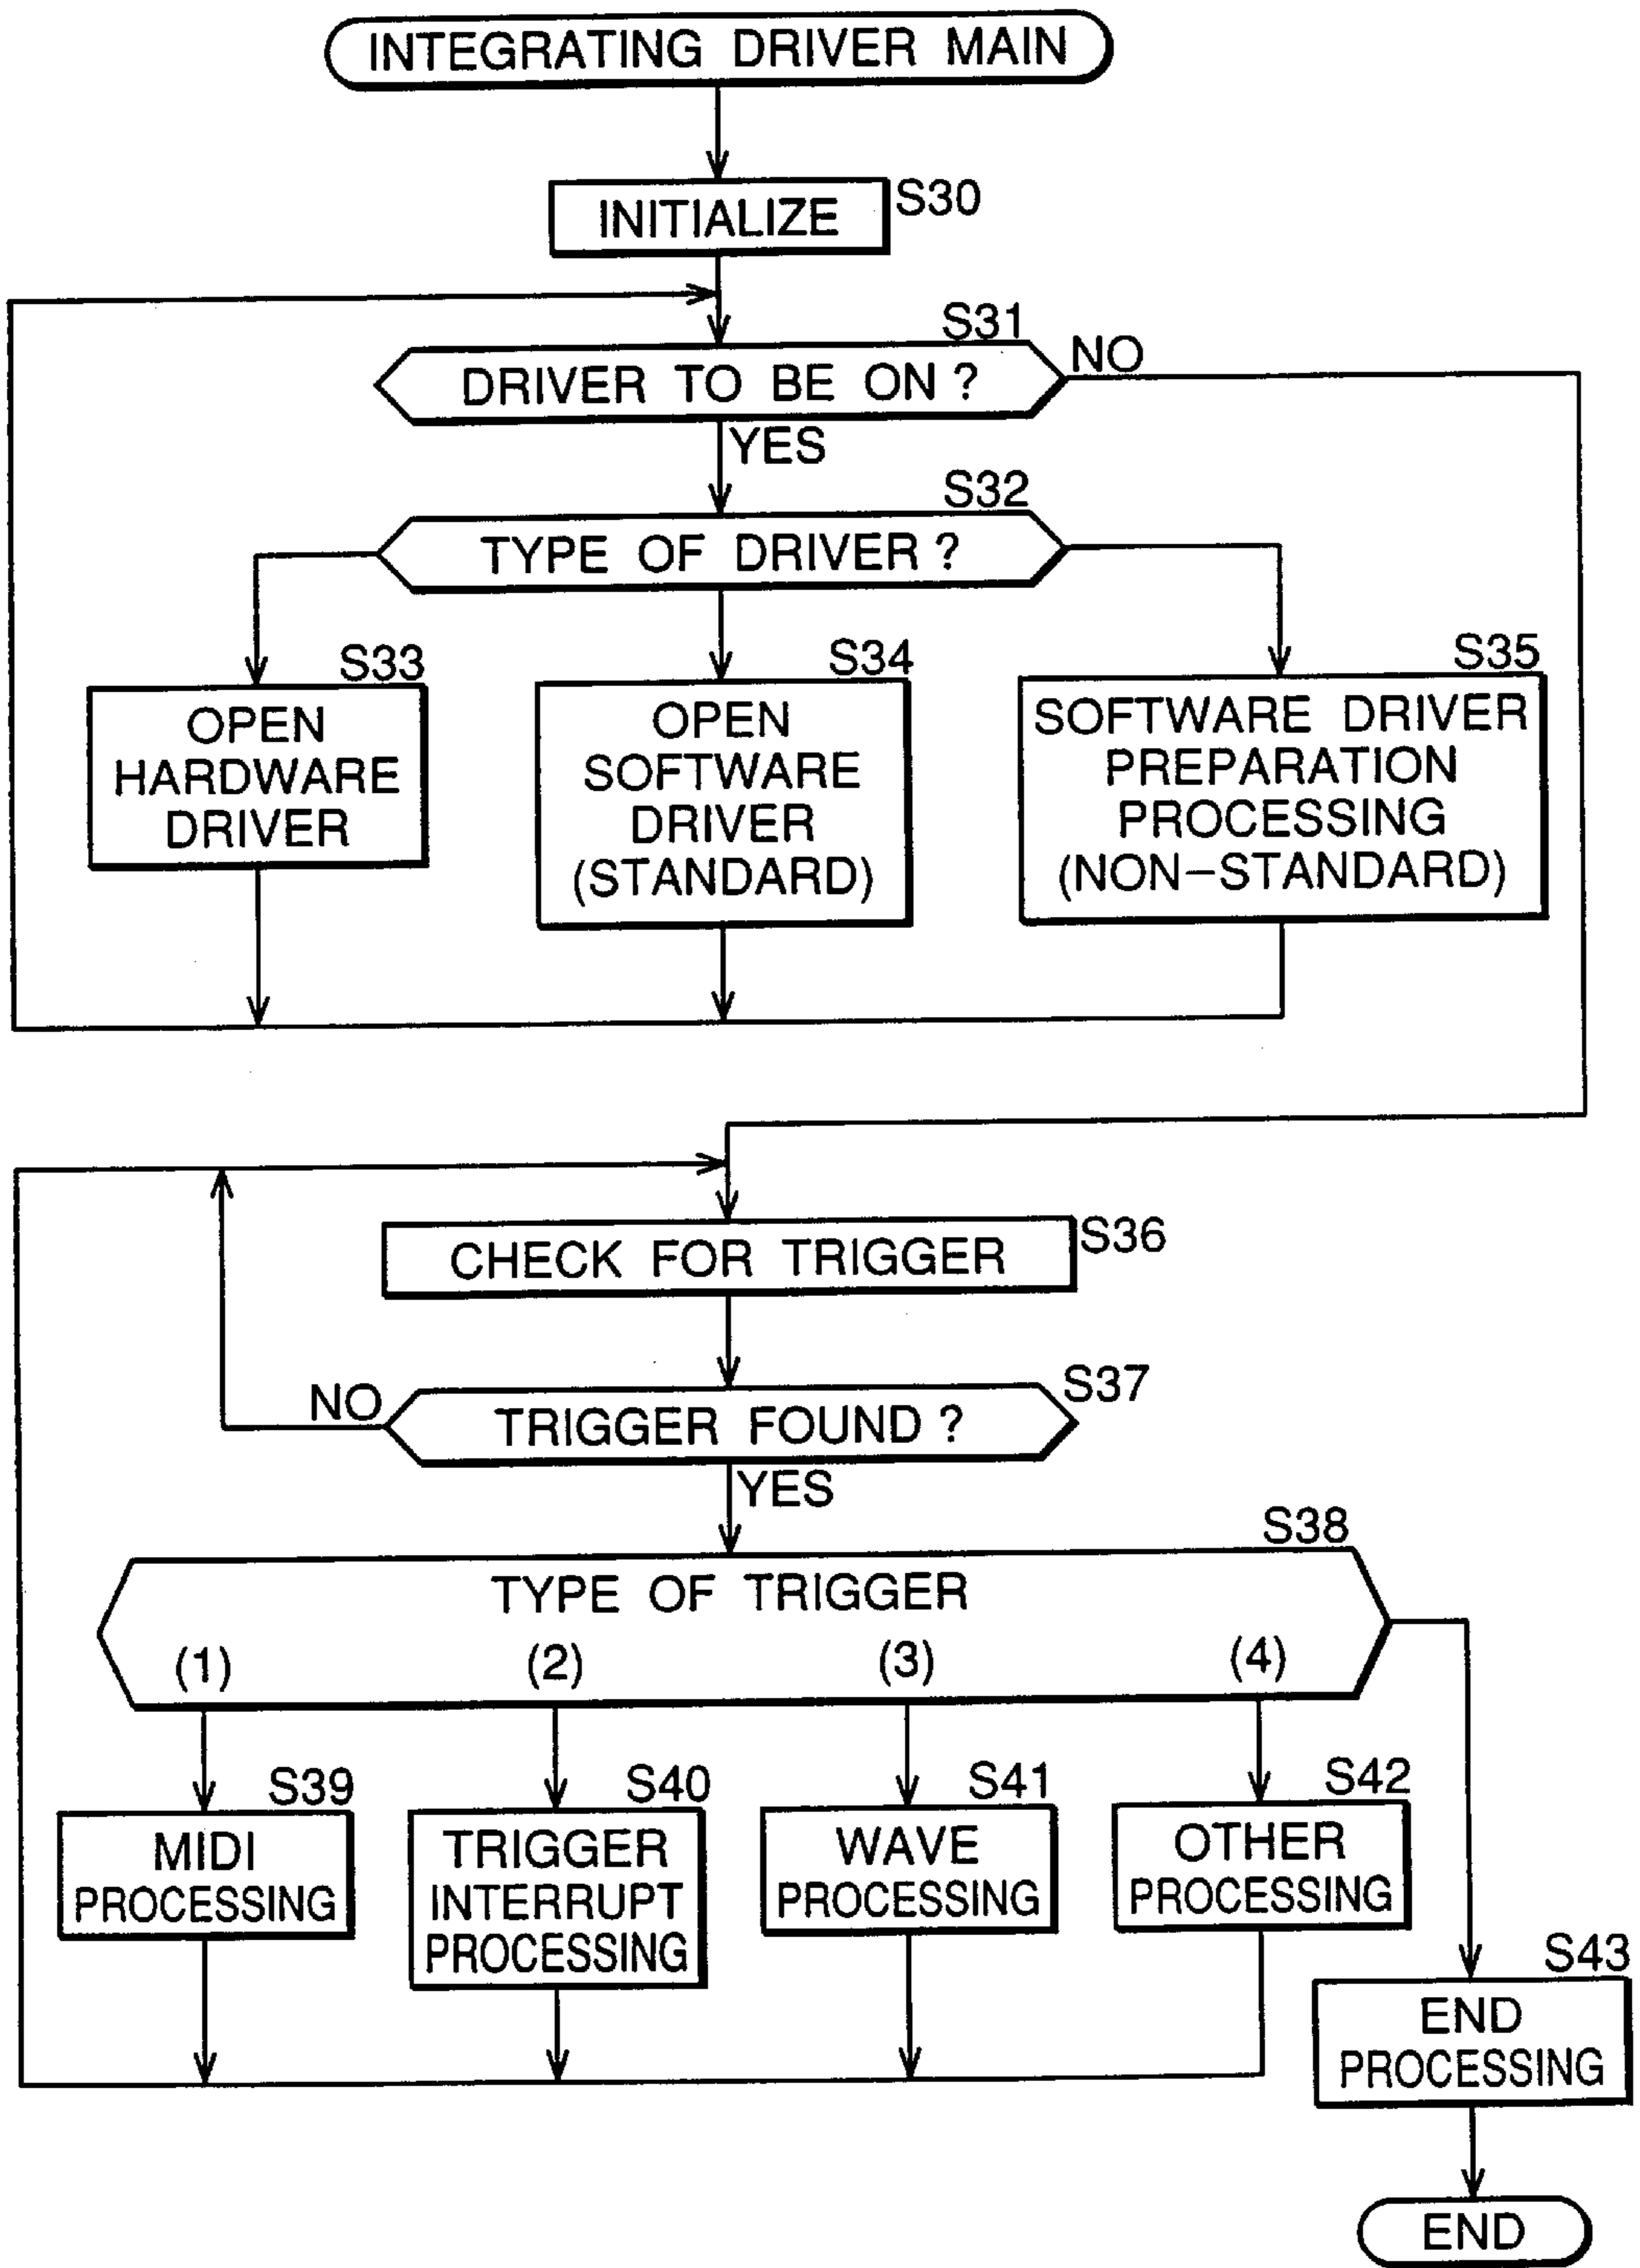 INTEGRATING DRIVER MAIN
INITIALIZE
S30
S31
DRIVER TO BE ON ?
NO
YES
S32
TYPE OF DRIVER ?
S33
OPEN
HARDWARE
DRIVER
S34
OPEN
SOFTWARE
DRIVER
(STANDARD)
S35
SOFTWARE DRIVER
PREPARATION
PROCESSING
(NON-STANDARD)
CHECK FOR TRIGGER
S36
S37
NO
TRIGGER FOUND ?
YES
S38
TYPE OF TRIGGER
(1) (2) (3) (4)
S39
MIDI
PROCESSING
S40
TRIGGER
INTERRUPT
PROCESSING
S41
WAVE
PROCESSING
S42
OTHER
PROCESSING
S43
END
PROCESSING
END